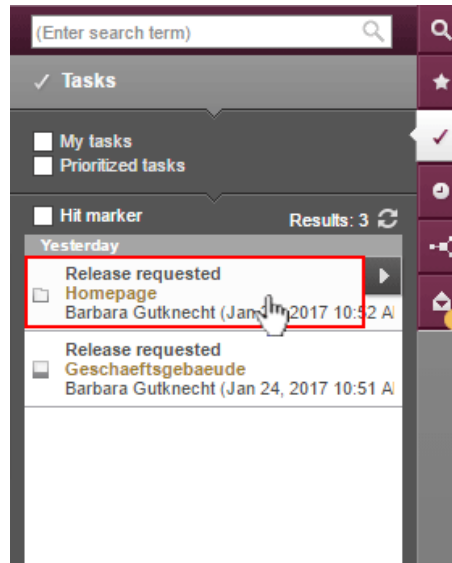 (Enter search term)
Tasks
My tasks
Prioritized tasks
Hit marker
Results: 3
Yesterday
Release requested
Homepage
Barbara Gutknecht (Jan 2017 10:52 A
Release requested
Geschaeftsgebaeude
Barbara Gutknecht (Jan 24, 2017 10:51 A